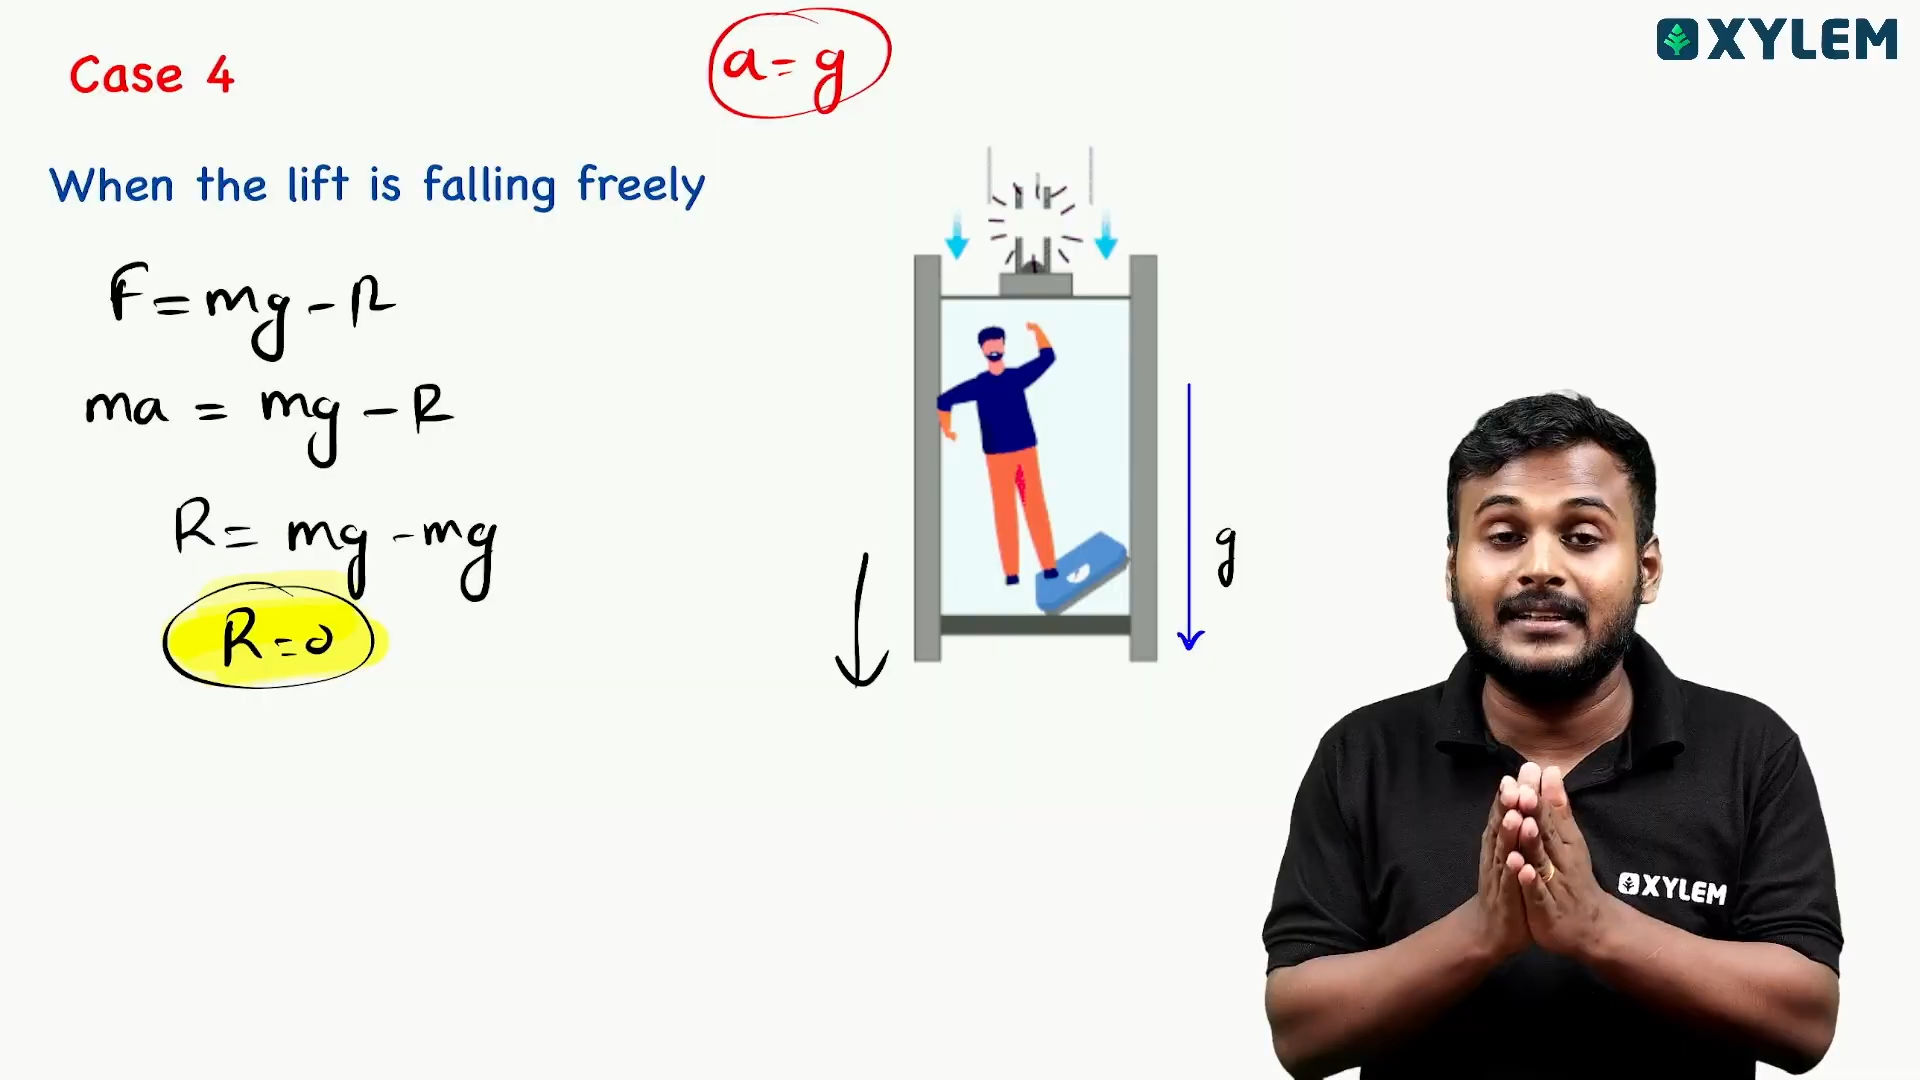 XYLEM
Case 4
a = g
When the lift is falling freely
F = mg - R
ma = mg - R
R = mg - mg
R = 0
g
XYLEM